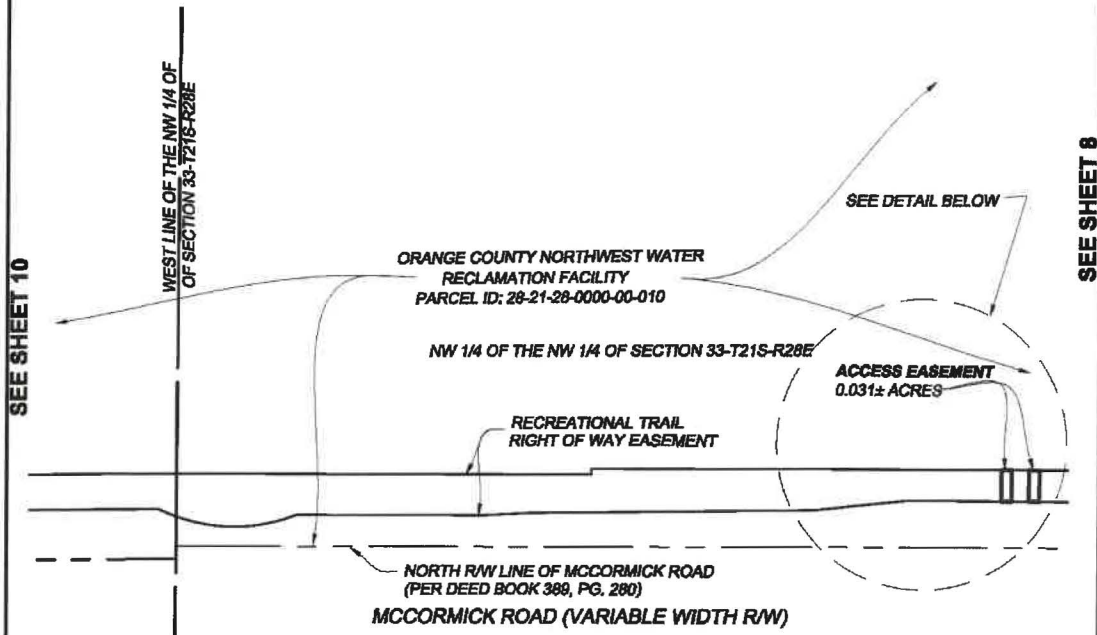 WEST LINE OF THE NW 1/4 OF
OF SECTION 33-T21S-R28E
SEE SHEET 10
SEE SHEET 8
SEE DETAIL BELOW
ORANGE COUNTY NORTHWEST WATER
RECLAMATION FACILITY
PARCEL ID: 28-21-28-0000-00-010
NW 1/4 OF THE NW 1/4 OF SECTION 33-T21S-R28E
ACCESS EASEMENT
0.031± ACRES
RECREATIONAL TRAIL
RIGHT OF WAY EASEMENT
NORTH R/W LINE OF MCCORMICK ROAD
(PER DEED BOOK 389, PG. 280)
MCCORMICK ROAD (VARIABLE WIDTH R/W)